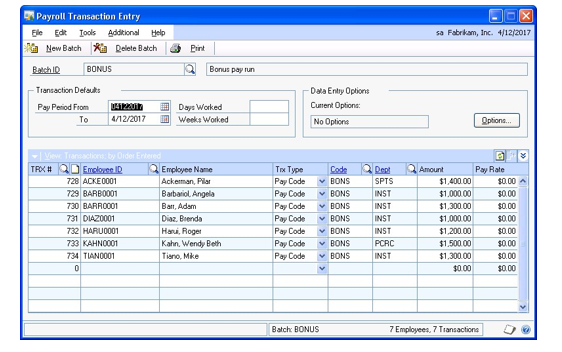 Payroll Transaction Entry
File Edit Tools Additional Help sa Fabrikam, Inc. 4/12/2017
New Batch Delete Batch Print
Batch ID BONUS Bonus pay run
Transaction Defaults Data Entry Options
Pay Period From 04122017 Days Worked Current Options:
To 4/12/2017 Weeks Worked No Options Options...
View: Transactions: by Order Entered
TRX # Employee ID Employee Name Trx Type Code Dept Amount Pay Rate
728 ACKE0001 Ackerman, Pilar Pay Code BONS SPTS $1,400.00 $0.00
729 BARB0001 Barbariol, Angela Pay Code BONS INST $1,000.00 $0.00
730 BARR0001 Barr, Adam Pay Code BONS INST $1,300.00 $0.00
731 DIAZ0001 Diaz, Brenda Pay Code BONS INST $1,000.00 $0.00
732 HARU0001 Harui, Roger Pay Code BONS INST $1,200.00 $0.00
733 KAHN0001 Kahn, Wendy Beth Pay Code BONS PCRC $1,500.00 $0.00
734 TIAN0001 Tiano, Mike Pay Code BONS INST $1,300.00 $0.00
0 $0.00 $0.00
Batch: BONUS 7 Employees, 7 Transactions